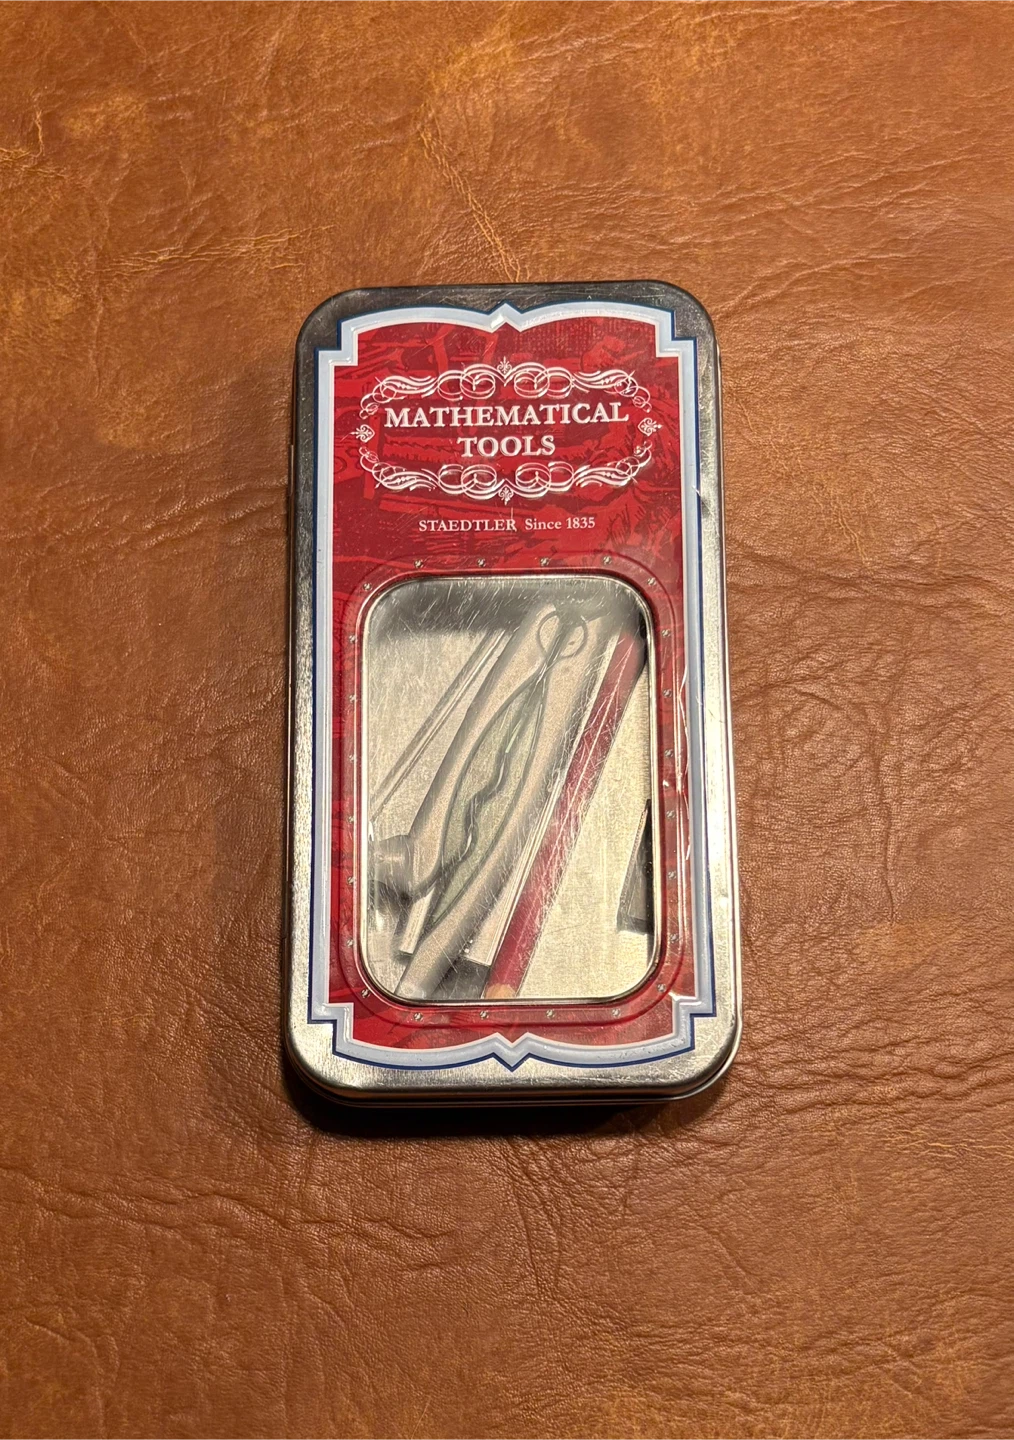 MATHEMATICAL
TOOLS
STAEDTLER Since 1835